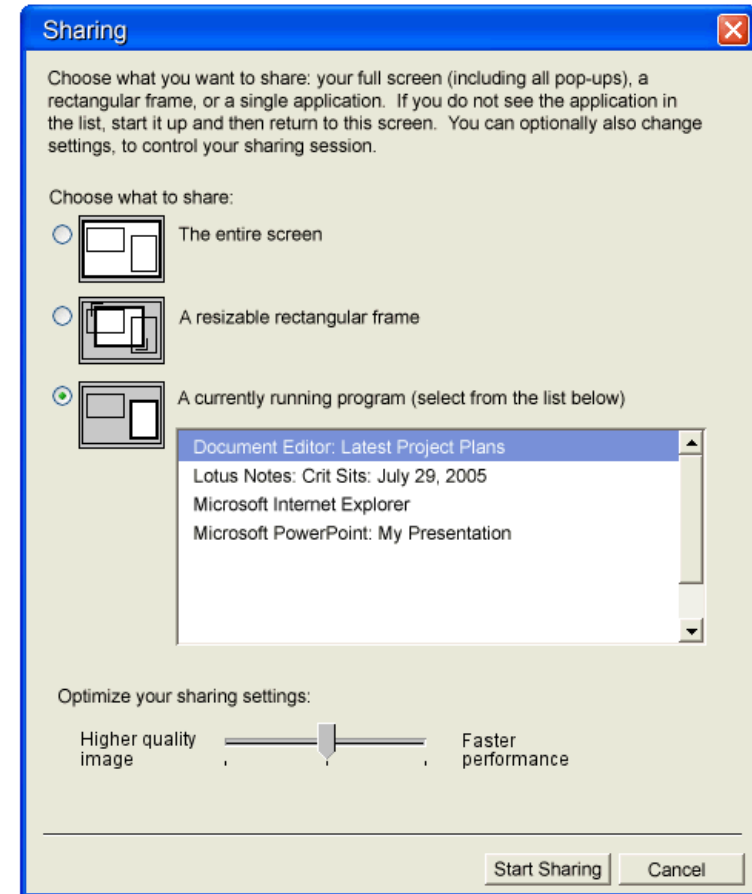 Sharing
Choose what you want to share: your full screen (including all pop-ups), a
rectangular frame, or a single application.  If you do not see the application in
the list, start it up and then return to this screen.  You can optionally also change
settings, to control your sharing session.
Choose what to share:
The entire screen
A resizable rectangular frame
A currently running program (select from the list below)
Document Editor: Latest Project Plans
Lotus Notes: Crit Sits: July 29, 2005
Microsoft Internet Explorer
Microsoft PowerPoint: My Presentation
Optimize your sharing settings:
Higher quality
image
Faster
performance
Start Sharing
Cancel